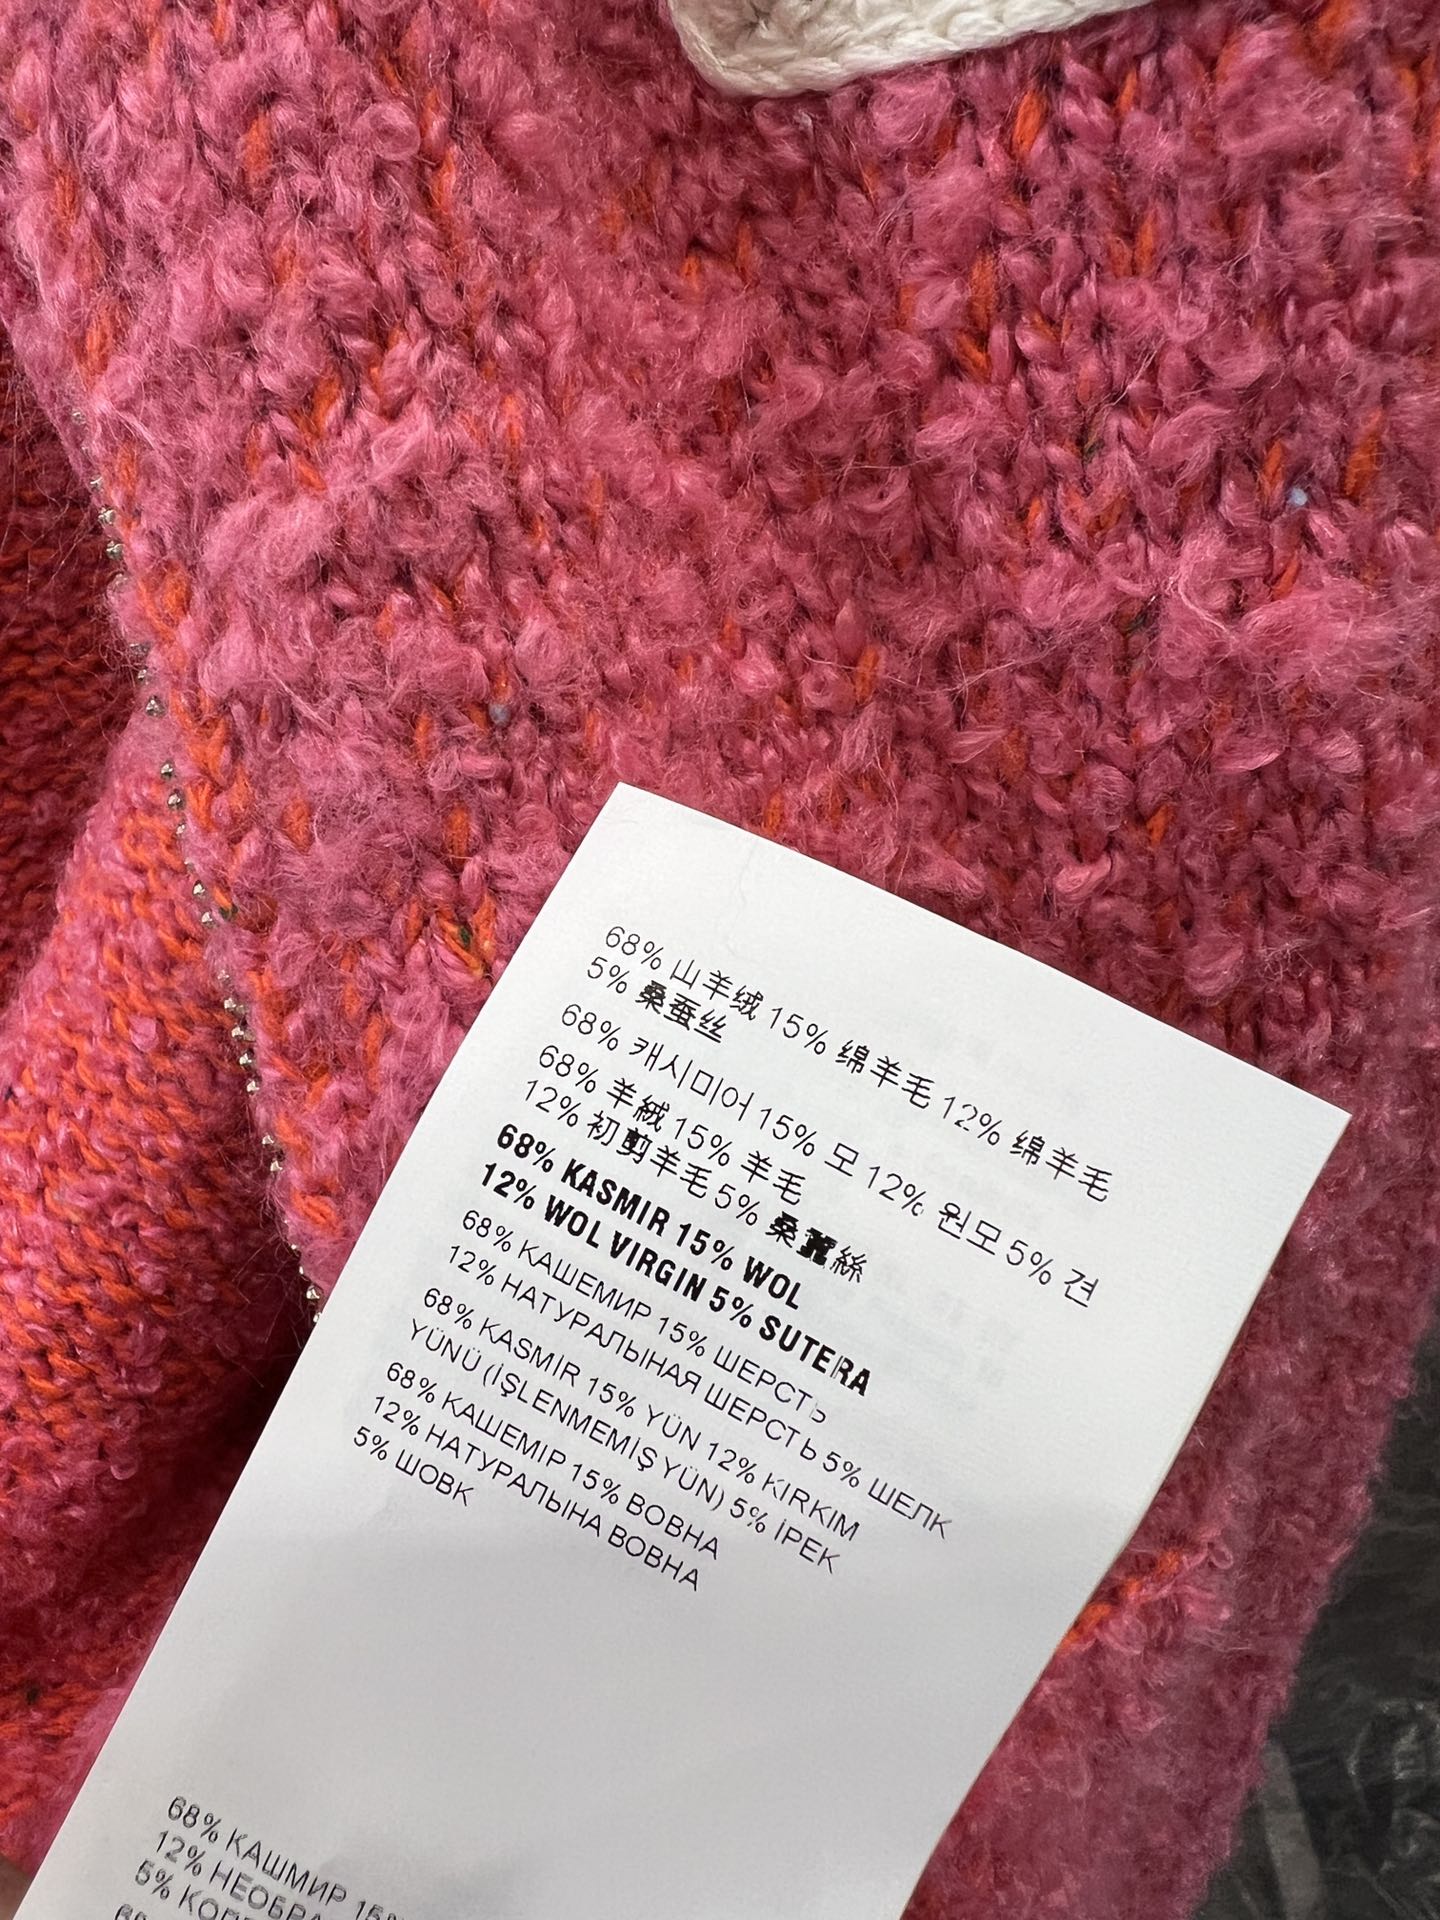 68% 山羊绒 15% 绵羊毛 12% 绵羊毛
5% 桑蚕丝
68% 캐시미어 15% 모 12% 원모 5% 견
68% 羊絨 15% 羊毛
12% 初剪羊毛 5% 桑蠶絲
68% KASMIR 15% WOL
12% WOL VIRGIN 5% SUTERA
68% КАШЕМИР 15% ШЕРСТЬ
12% НАТУРАЛЬНАЯ ШЕРСТЬ 5% ШЕЛК
68% KASMİR 15% YÜN 12% KIRKIM
YÜNÜ (İŞLENMEMİŞ YÜN) 5% İPEK
68% КАШЕМІР 15% ВОВНА
12% НАТУРАЛЬНА ВОВНА
5% ШОВК
68% КАШМИР 15%
12%
5%